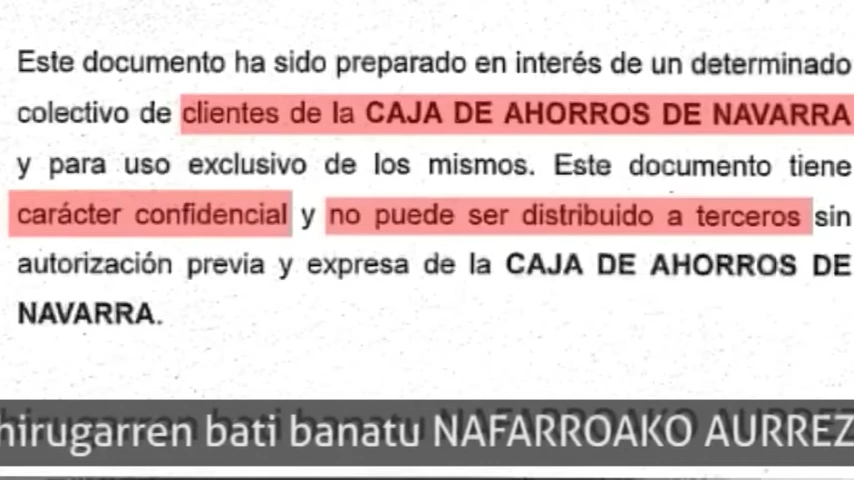 Este documento ha sido preparado en interés de un determinado
colectivo de clientes de la CAJA DE AHORROS DE NAVARRA
y para uso exclusivo de los mismos. Este documento tiene
carácter confidencial y no puede ser distribuido a terceros sin
autorización previa y expresa de la CAJA DE AHORROS DE
NAVARRA.
hirugarren bati banatu NAFARROAKO AURREZ